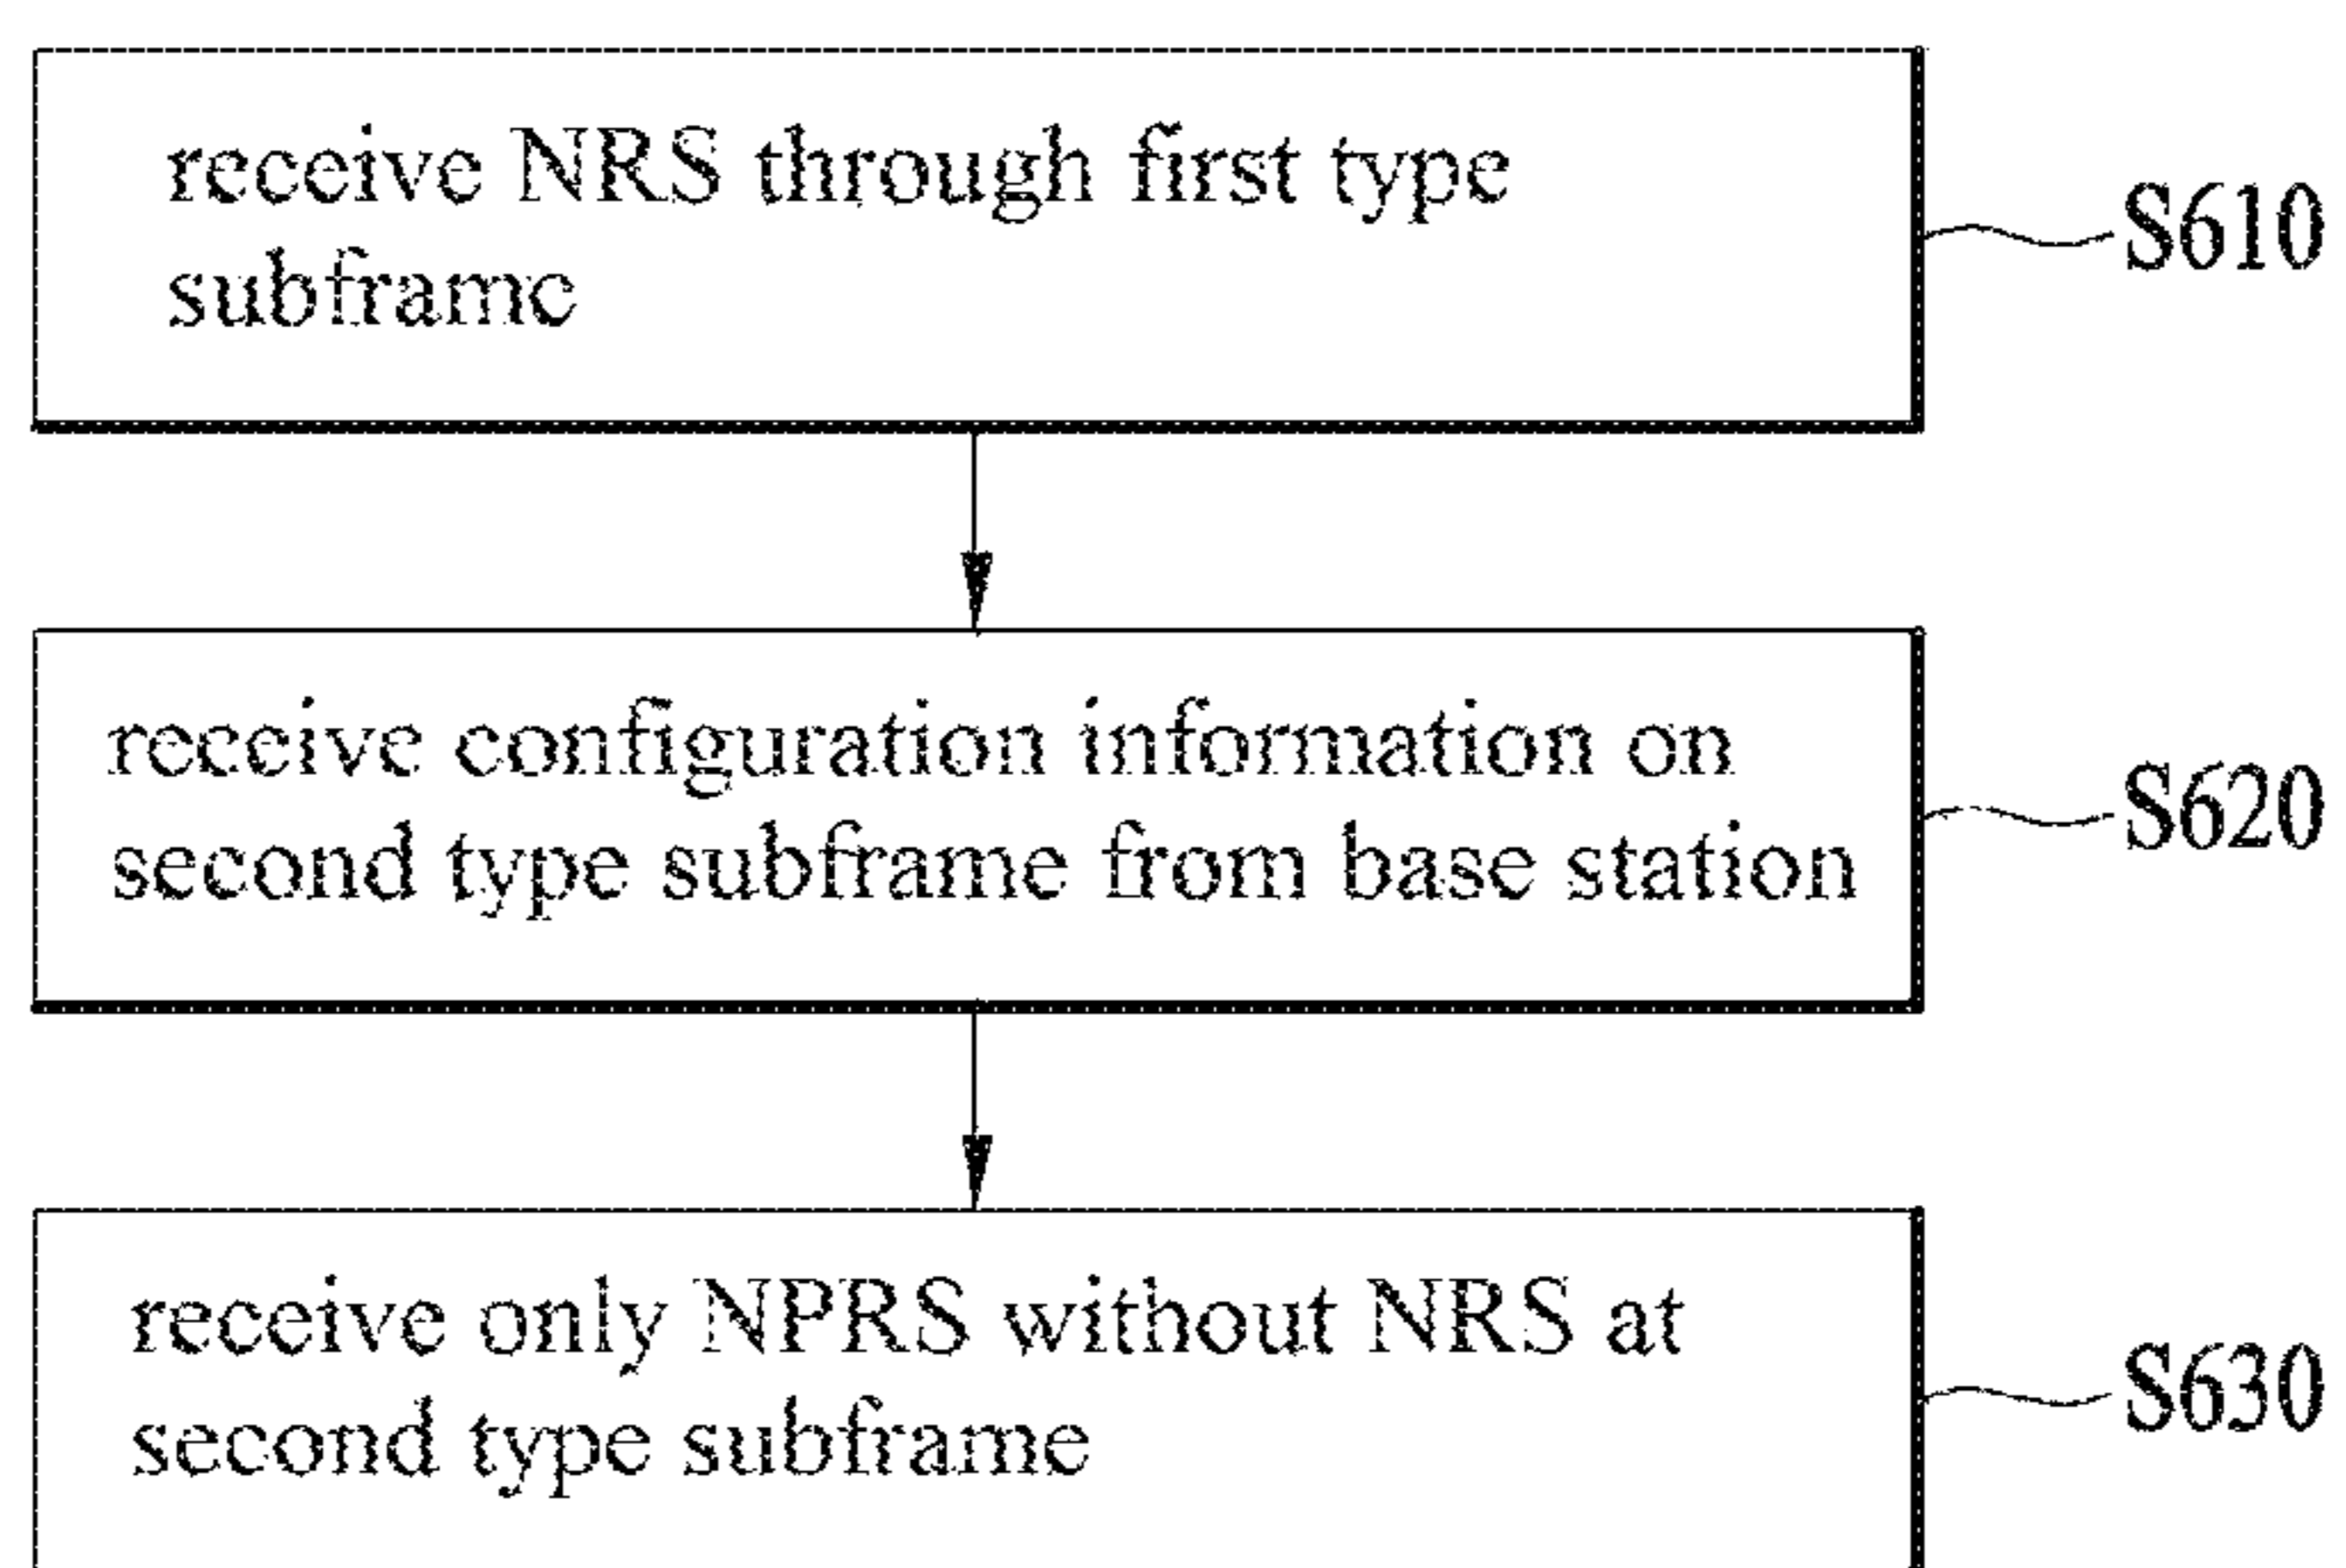 receive NRS through first type
subframe
S610
receive configuration information on
second type subframe from base station
S620
receive only NPRS without NRS at
second type subframe
S630